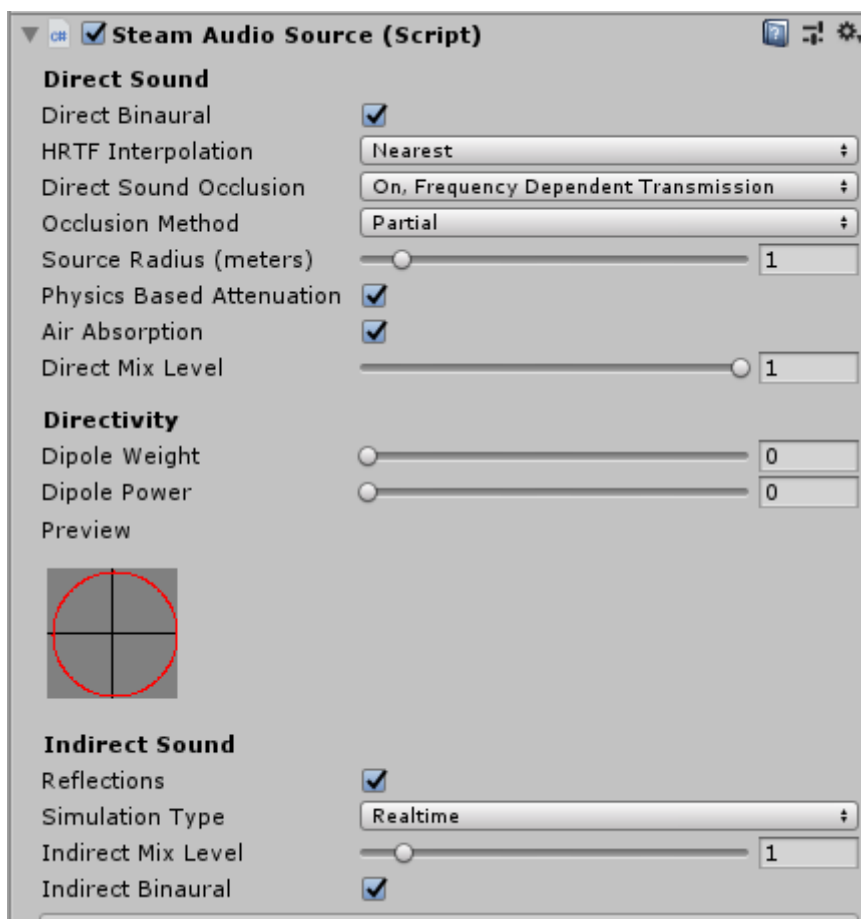 Steam Audio Source (Script)
Direct Sound
Direct Binaural
HRTF Interpolation Nearest
Direct Sound Occlusion On, Frequency Dependent Transmission
Occlusion Method Partial
Source Radius (meters) 1
Physics Based Attenuation
Air Absorption
Direct Mix Level 1
Directivity
Dipole Weight 0
Dipole Power 0
Preview
Indirect Sound
Reflections
Simulation Type Realtime
Indirect Mix Level 1
Indirect Binaural